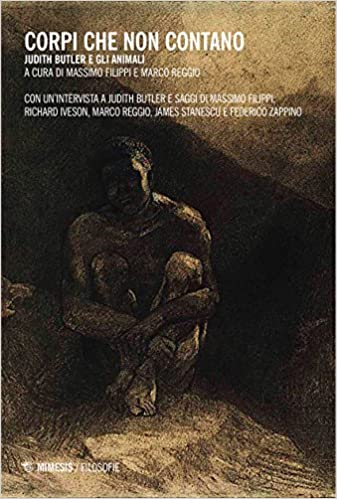 CORPI CHE NON CONTANO
JUDITH BUTLER E GLI ANIMALI
A CURA DI MASSIMO FILIPPI E MARCO REGGIO
CON UN'INTERVISTA A JUDITH BUTLER E SAGGI DI MASSIMO FILIPPI,
RICHARD IVESON, MARCO REGGIO, JAMES STANESCU E FEDERICO ZAPPINO
MIMESIS / FILOSOFIE